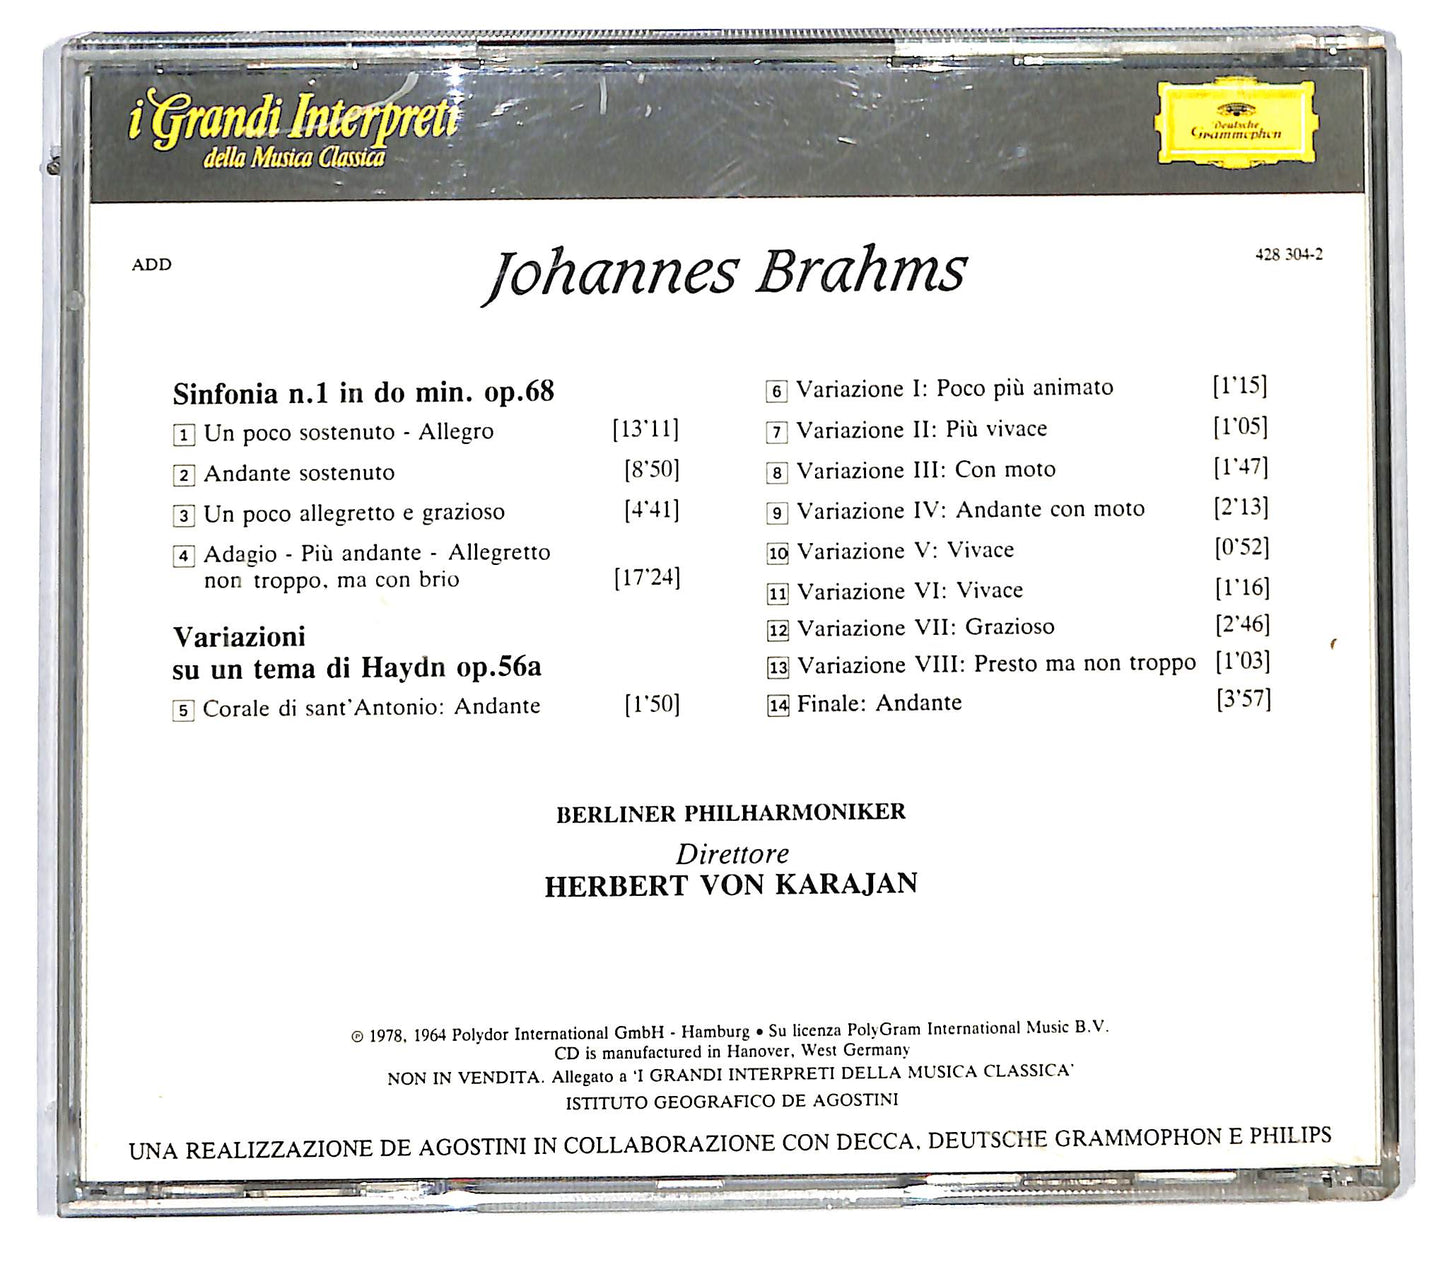 i Grandi Interpreti
della Musica Classica
Deutsche
Grammophon
ADD
Johannes Brahms
428 304-2
Sinfonia n.1 in do min. op.68
1 Un poco sostenuto - Allegro [13'11]
2 Andante sostenuto [8'50]
3 Un poco allegretto e grazioso [4'41]
4 Adagio - Più andante - Allegretto
non troppo, ma con brio [17'24]
Variazioni
su un tema di Haydn op.56a
5 Corale di sant'Antonio: Andante [1'50]
6 Variazione I: Poco più animato [1'15]
7 Variazione II: Più vivace [1'05]
8 Variazione III: Con moto [1'47]
9 Variazione IV: Andante con moto [2'13]
10 Variazione V: Vivace [0'52]
11 Variazione VI: Vivace [1'16]
12 Variazione VII: Grazioso [2'46]
13 Variazione VIII: Presto ma non troppo [1'03]
14 Finale: Andante [3'57]
BERLINER PHILHARMONIKER
Direttore
HERBERT VON KARAJAN
℗ 1978, 1964 Polydor International GmbH - Hamburg • Su licenza PolyGram International Music B.V.
CD is manufactured in Hanover, West Germany
NON IN VENDITA. Allegato a 'I GRANDI INTERPRETI DELLA MUSICA CLASSICA'
ISTITUTO GEOGRAFICO DE AGOSTINI
UNA REALIZZAZIONE DE AGOSTINI IN COLLABORAZIONE CON DECCA, DEUTSCHE GRAMMOPHON E PHILIPS